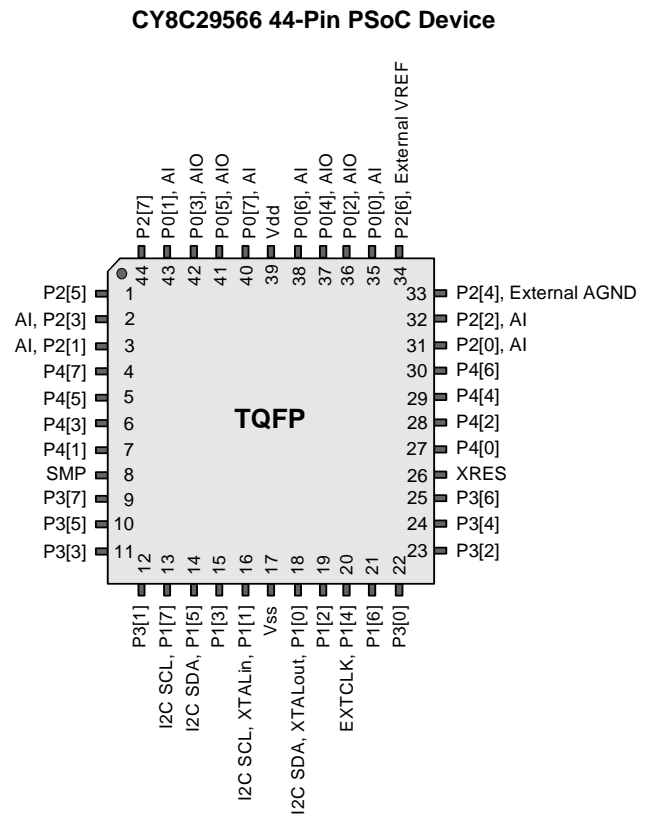 CY8C29566 44-Pin PSoC Device
P2[7]
P0[1], AI
P0[3], AIO
P0[5], AIO
P0[7], AI
Vdd
P0[6], AI
P0[4], AIO
P0[2], AIO
P0[0], AI
P2[6], External VREF
44
43
42
41
40
39
38
37
36
35
34
P2[5] 1
AI, P2[3] 2
AI, P2[1] 3
P4[7] 4
P4[5] 5
P4[3] 6
P4[1] 7
SMP 8
P3[7] 9
P3[5] 10
P3[3] 11
TQFP
33 P2[4], External AGND
32 P2[2], AI
31 P2[0], AI
30 P4[6]
29 P4[4]
28 P4[2]
27 P4[0]
26 XRES
25 P3[6]
24 P3[4]
23 P3[2]
12
13
14
15
16
17
18
19
20
21
22
P3[1]
I2C SCL, P1[7]
I2C SDA, P1[5]
P1[3]
I2C SCL, XTALin, P1[1]
Vss
I2C SDA, XTALout, P1[0]
P1[2]
EXTCLK, P1[4]
P1[6]
P3[0]